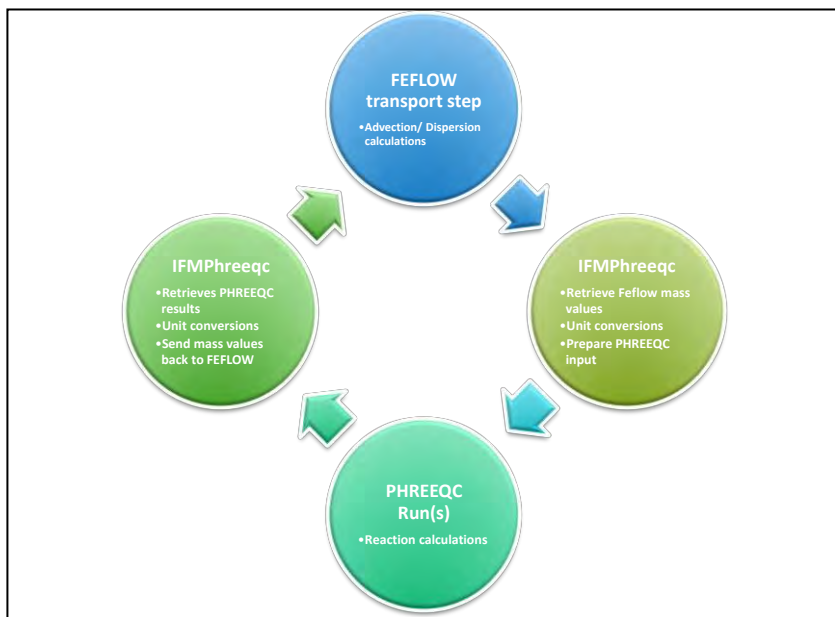 FEFLOW
transport step
•Advection/ Dispersion
calculations
IFMPhreeqc
•Retrieves PHREEQC
results
•Unit conversions
•Send mass values
back to FEFLOW
IFMPhreeqc
•Retrieve Feflow mass
values
•Unit conversions
•Prepare PHREEQC
input
PHREEQC
Run(s)
•Reaction calculations